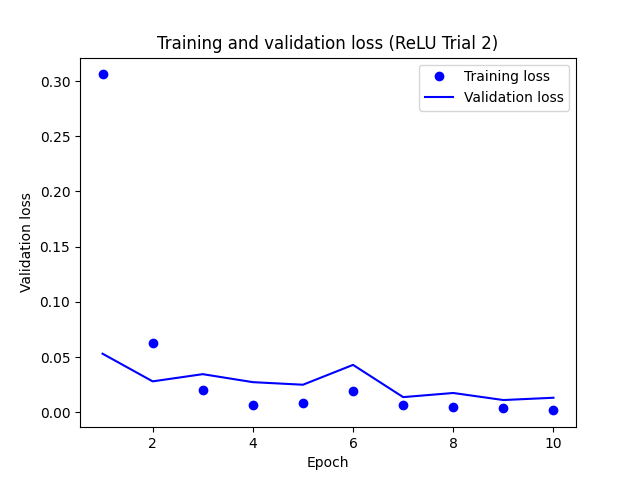 Training and validation loss (ReLU Trial 2)
Training loss
Validation loss
0.30
0.25
0.20
0.15
0.10
0.05
0.00
Validation loss
2 4 6 8 10
Epoch